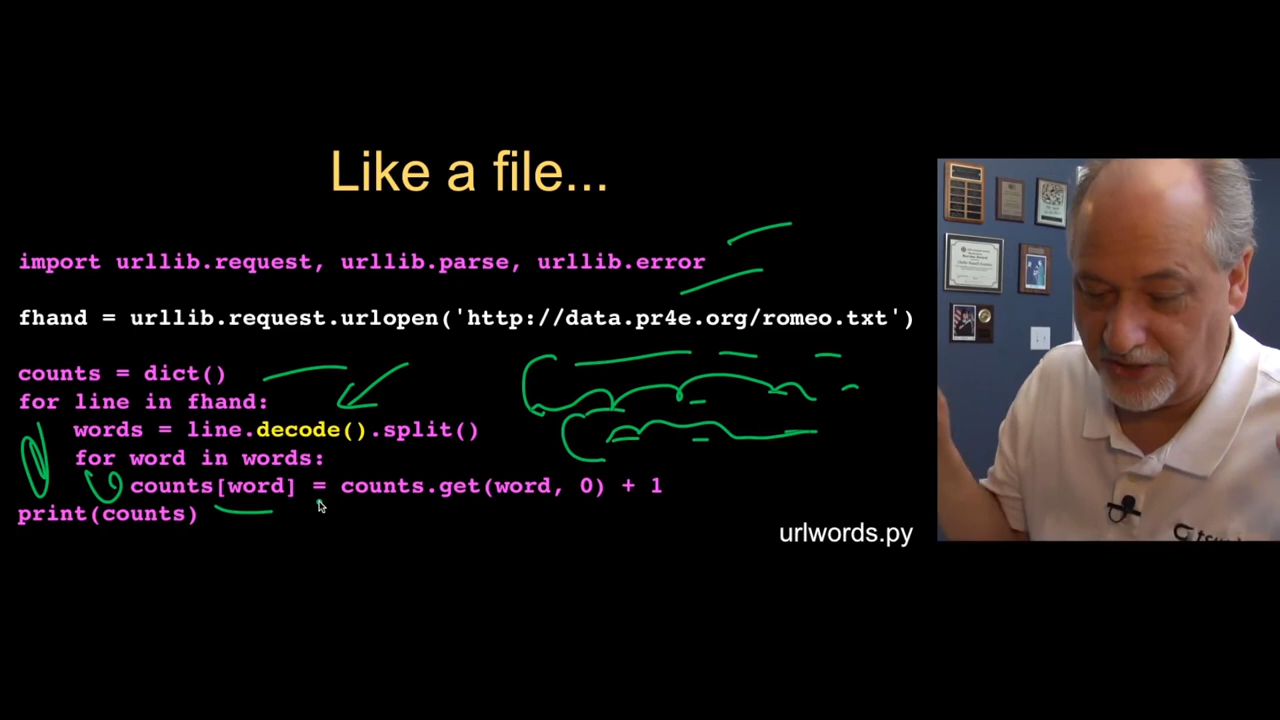 Like a file...
import urllib.request, urllib.parse, urllib.error
fhand = urllib.request.urlopen('http://data.pr4e.org/romeo.txt')
counts = dict()
for line in fhand:
    words = line.decode().split()
    for word in words:
        counts[word] = counts.get(word, 0) + 1
print(counts)
urlwords.py